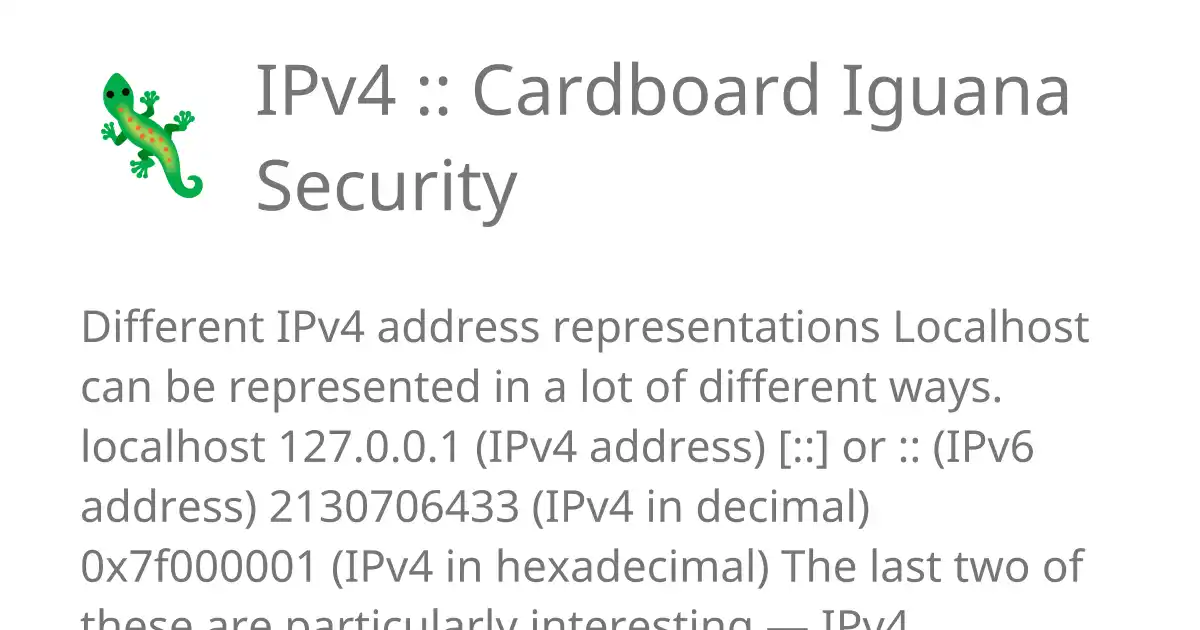 IPv4 :: Cardboard Iguana
Security
Different IPv4 address representations Localhost
can be represented in a lot of different ways.
localhost 127.0.0.1 (IPv4 address) [::] or :: (IPv6
address) 2130706433 (IPv4 in decimal)
0x7f000001 (IPv4 in hexadecimal) The last two of
these are particularly interesting — IPv4